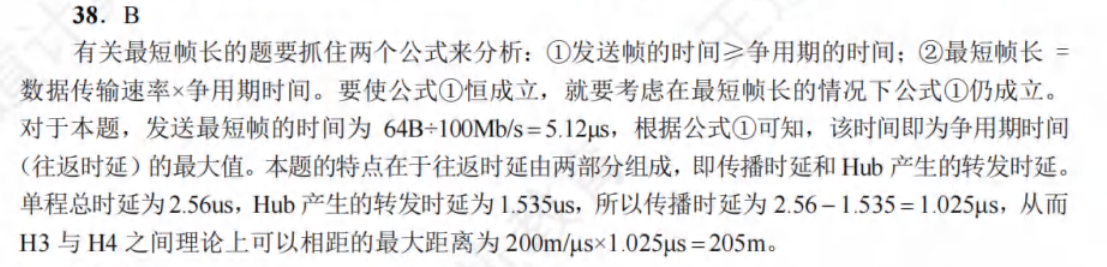 38．B
有关最短帧长的题要抓住两个公式来分析：①发送帧的时间≥争用期的时间；②最短帧长 =
数据传输速率×争用期时间。要使公式①恒成立，就要考虑在最短帧长的情况下公式①仍成立。
对于本题，发送最短帧的时间为 64B÷100Mb/s=5.12μs，根据公式①可知，该时间即为争用期时间
（往返时延）的最大值。本题的特点在于往返时延由两部分组成，即传播时延和 Hub 产生的转发时延。
单程总时延为 2.56us，Hub 产生的转发时延为 1.535us，所以传播时延为 2.56－1.535=1.025μs，从而
H3 与 H4 之间理论上可以相距的最大距离为 200m/μs×1.025μs=205m。